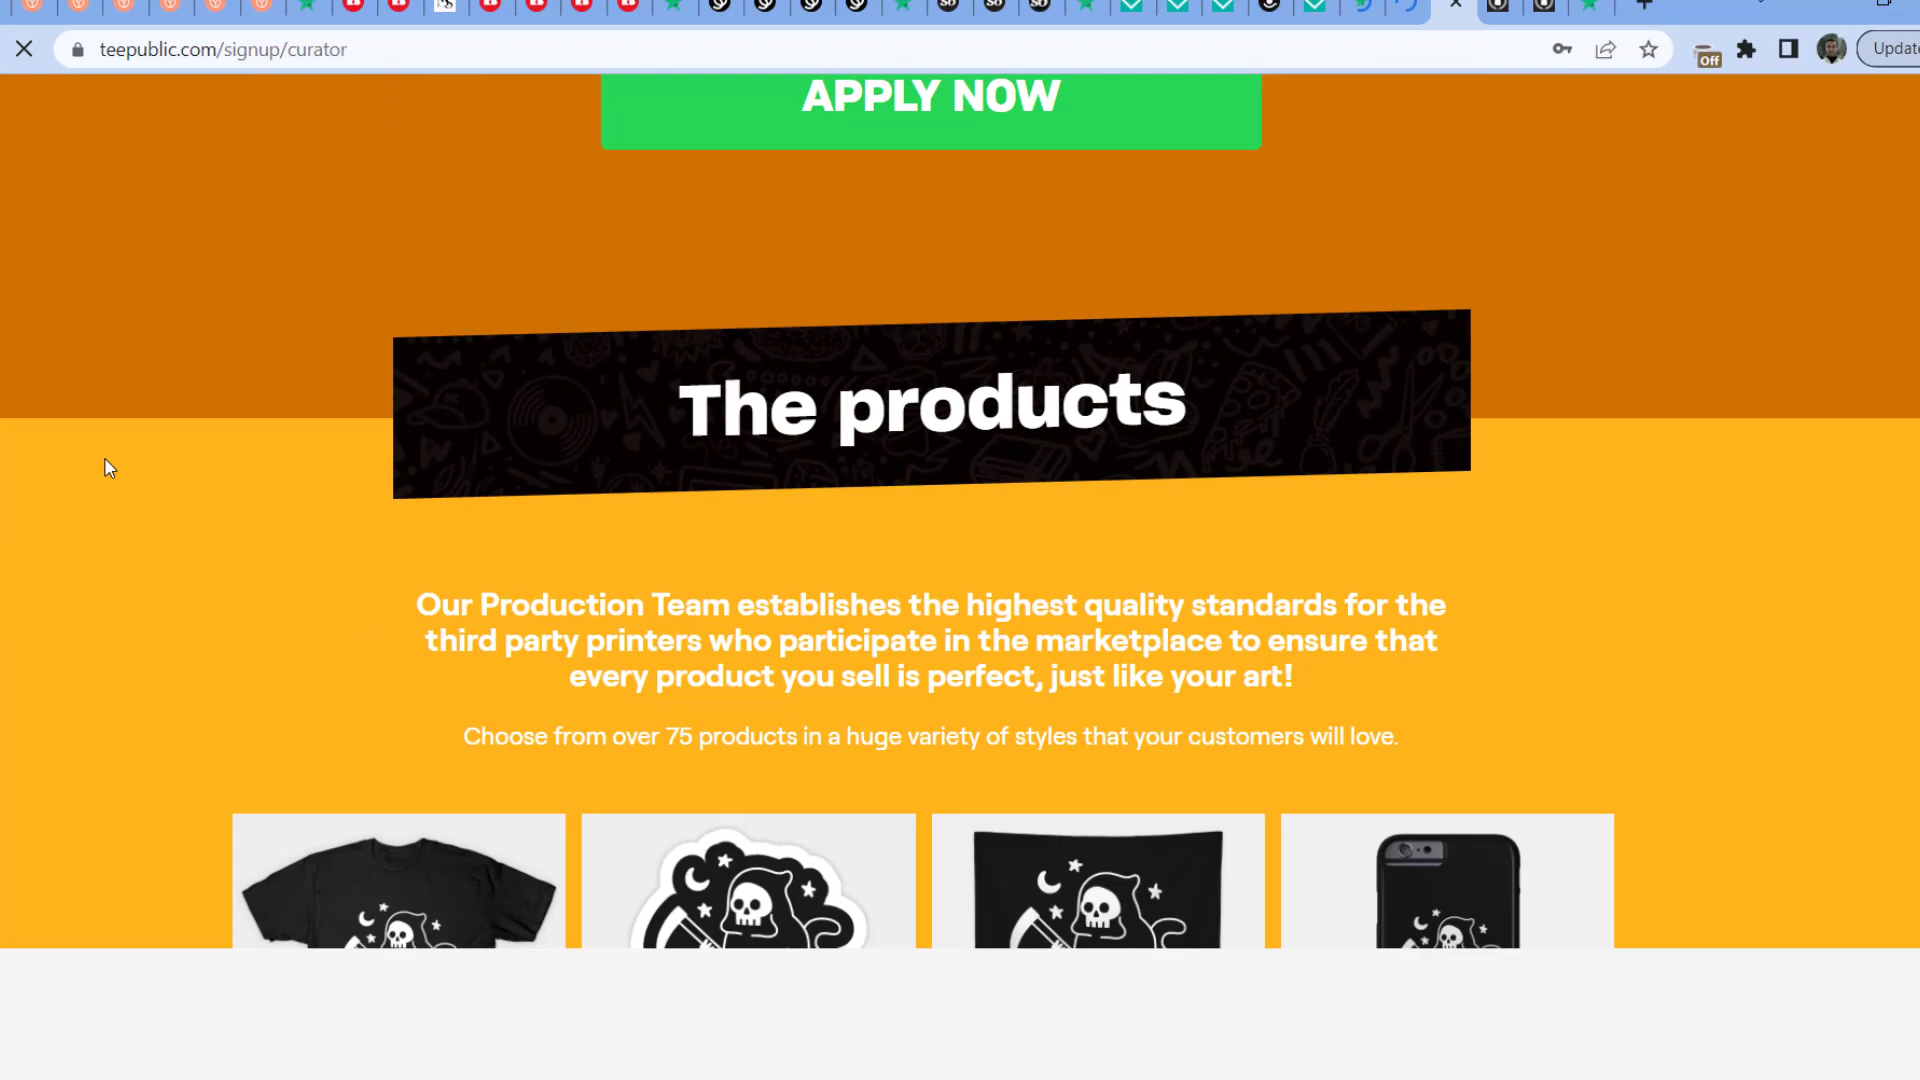 teepublic.com/signup/curator
Off
Update
APPLY NOW
The products
Our Production Team establishes the highest quality standards for the
third party printers who participate in the marketplace to ensure that
every product you sell is perfect, just like your art!
Choose from over 75 products in a huge variety of styles that your customers will love.